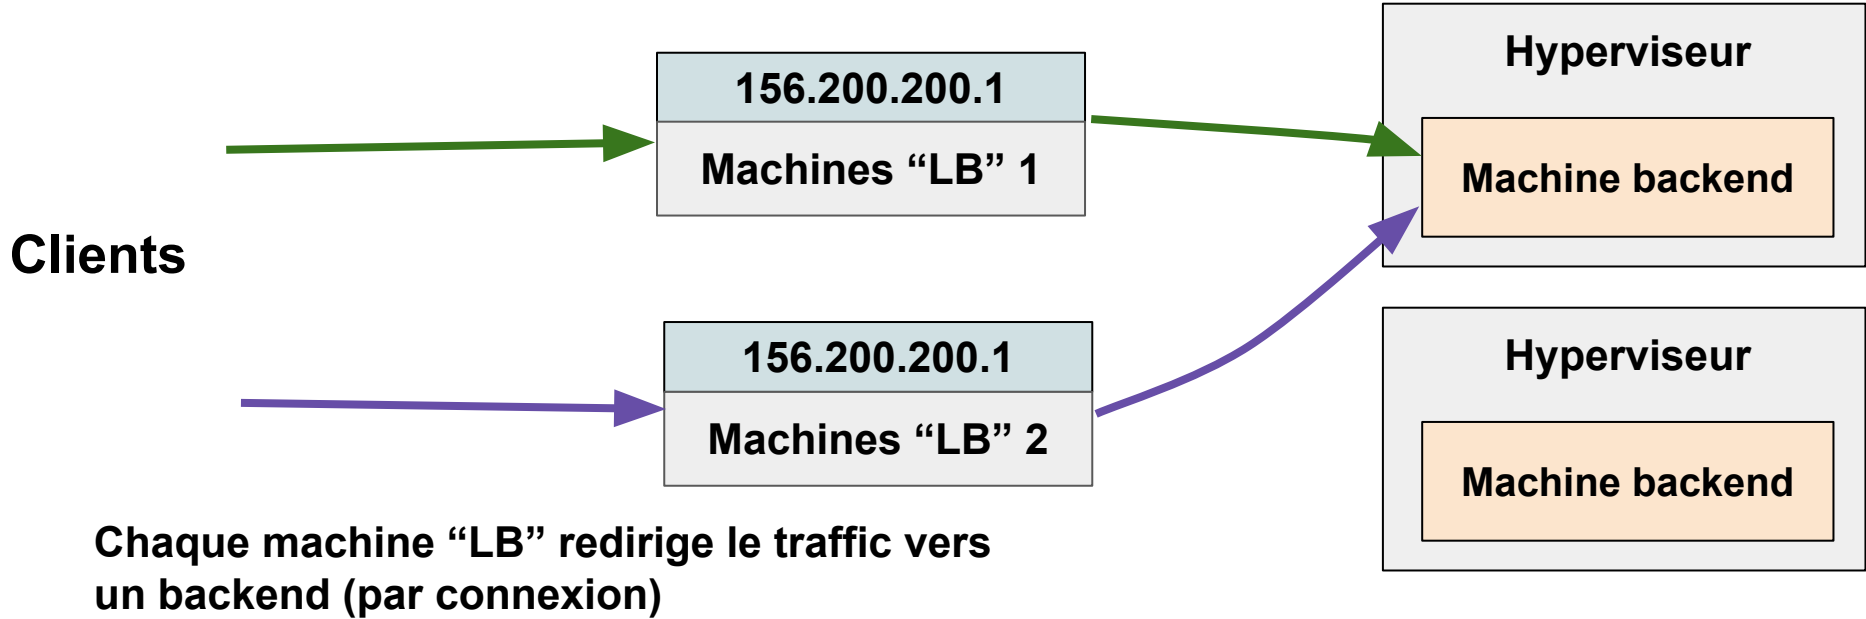 Clients
156.200.200.1
Machines “LB” 1
156.200.200.1
Machines “LB” 2
Hyperviseur
Machine backend
Hyperviseur
Machine backend
Chaque machine “LB” redirige le traffic vers
un backend (par connexion)